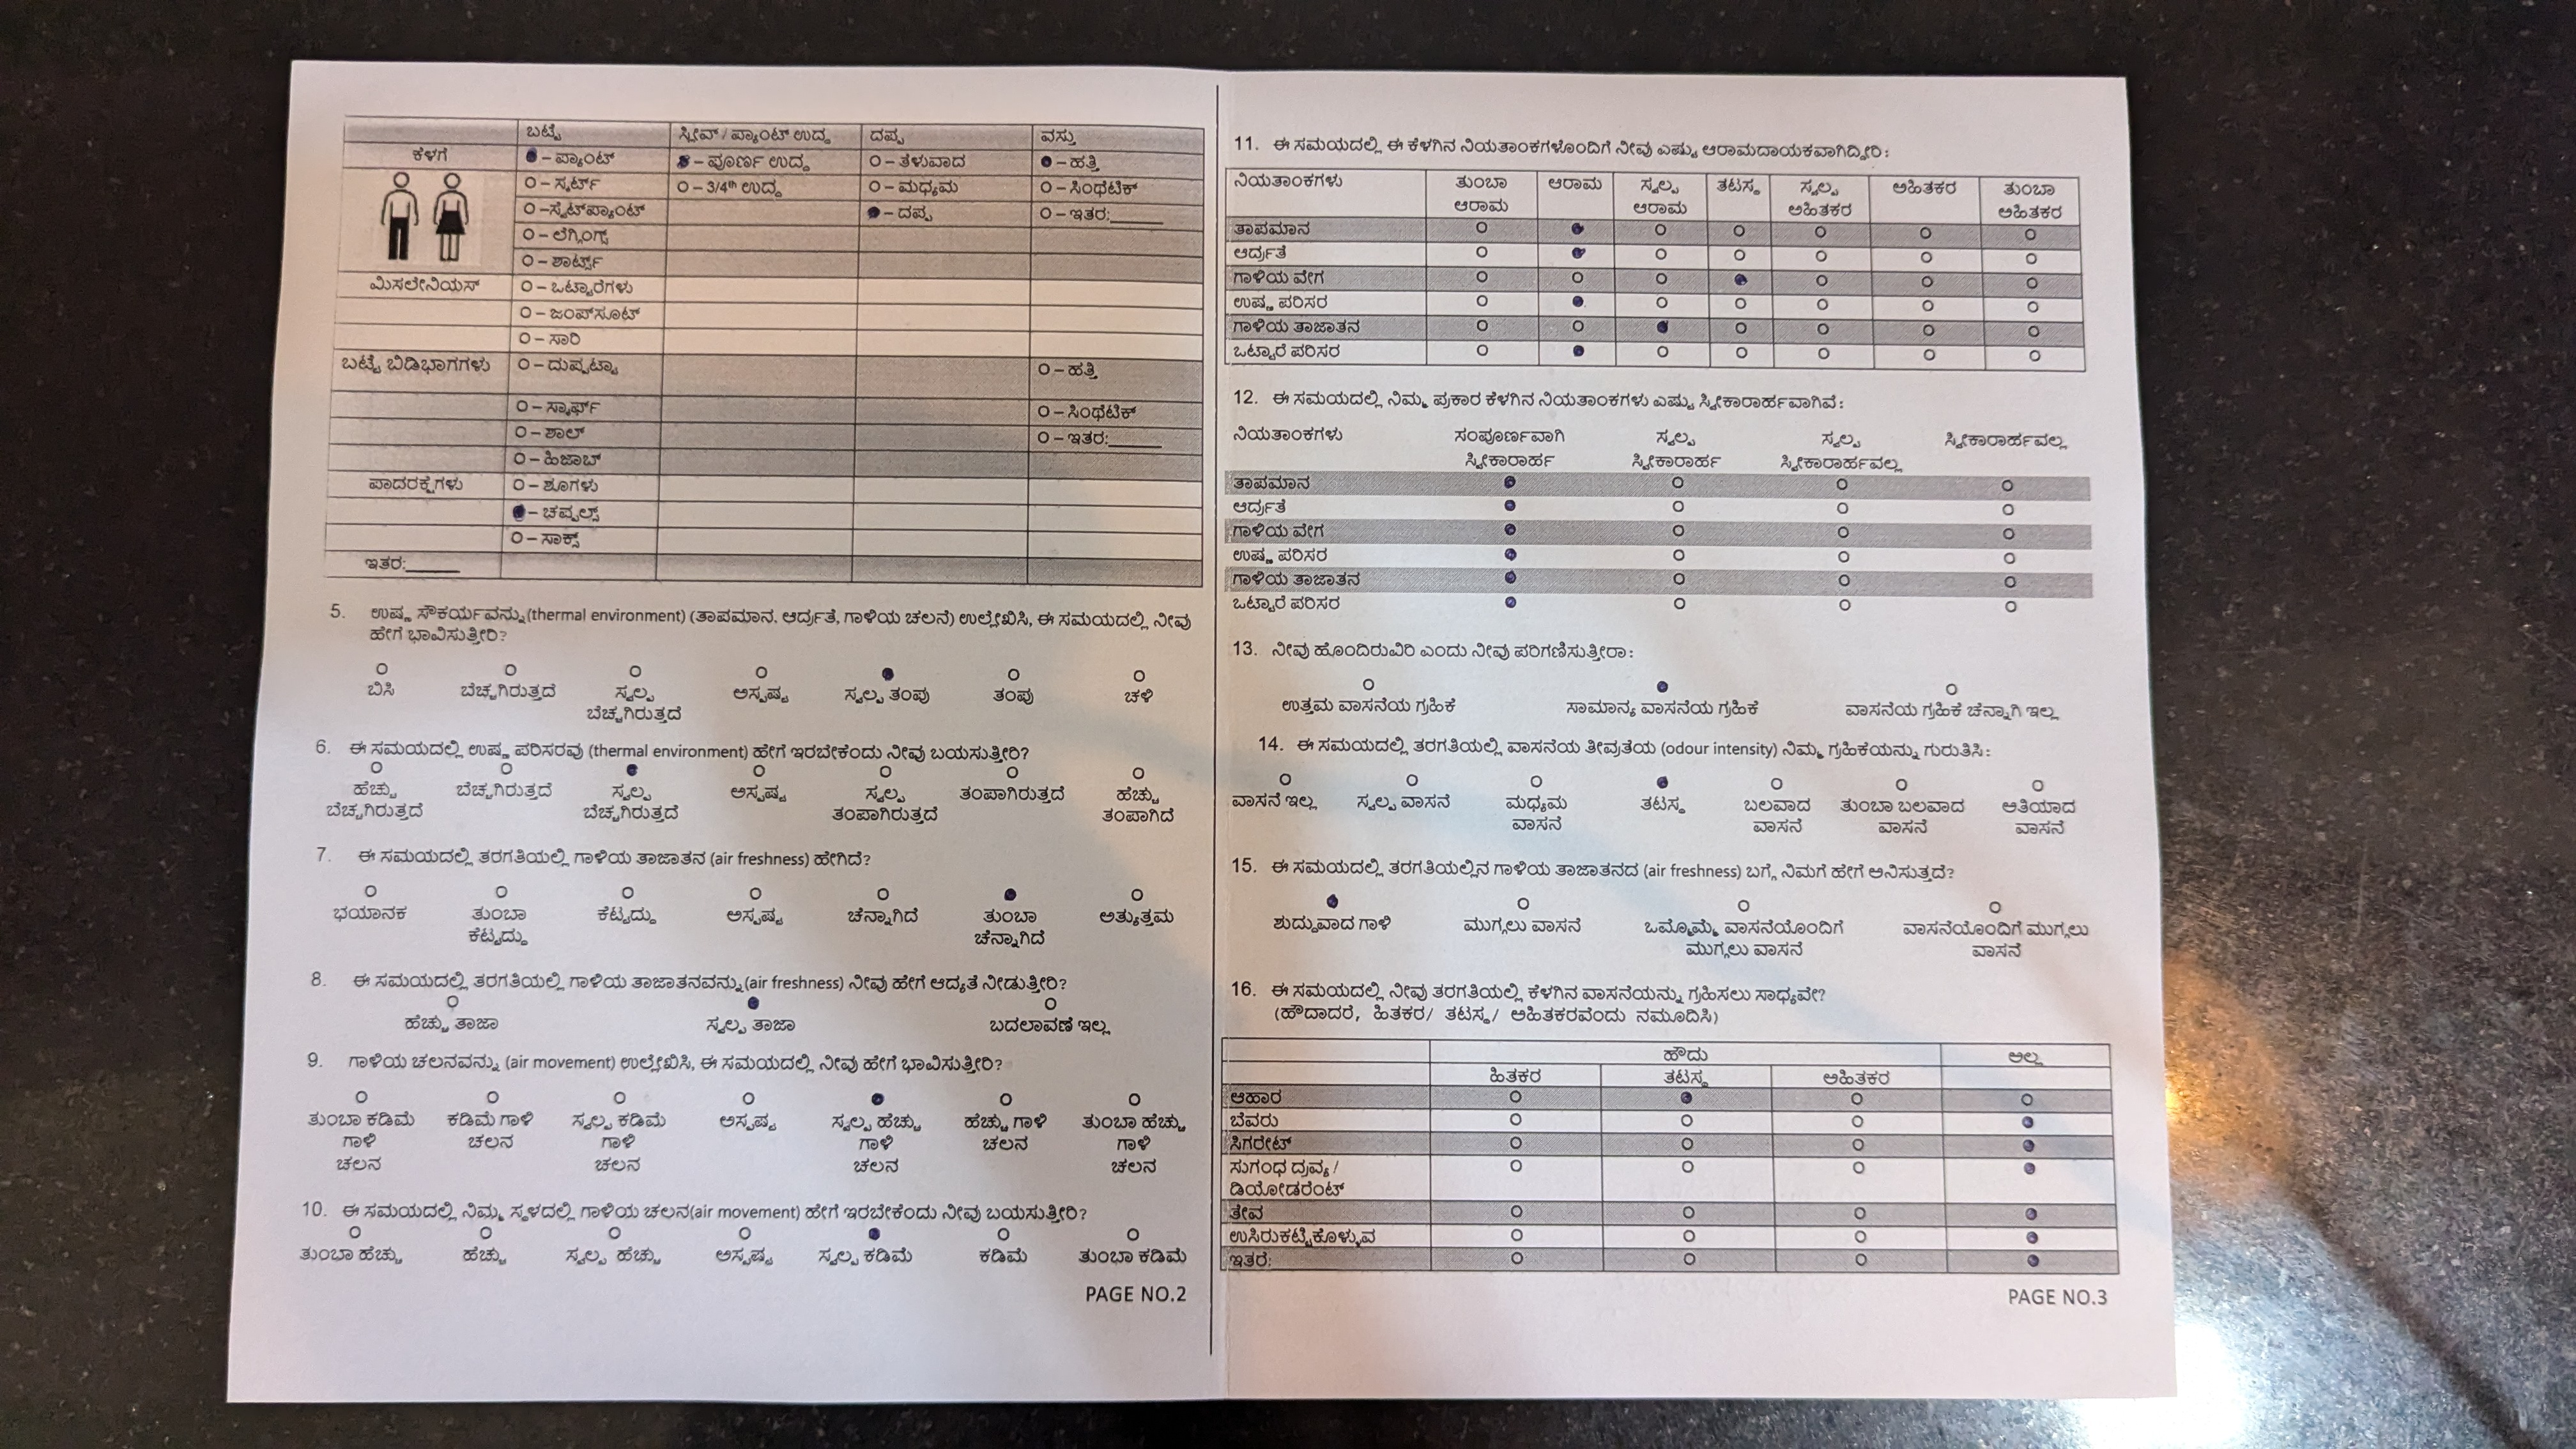 ಬಟ್ಟೆ ಸ್ಲೀವ್ / ಪ್ಯಾಂಟ್ ಉದ್ದ ದಪ್ಪ ವಸ್ತು
ಕೆಳಗೆ ● – ಪ್ಯಾಂಟ್ ● – ಪೂರ್ಣ ಉದ್ದ O – ತೆಳುವಾದ ● – ಹತ್ತಿ
O – ಸ್ಕರ್ಟ್ O – 3/4th ಉದ್ದ O – ಮಧ್ಯಮ O – ಸಿಂಥೆಟಿಕ್
O –ಸ್ವೆಟ್‌ಪ್ಯಾಂಟ್ ● – ದಪ್ಪ O – ಇತರ:______
O – ಲೆಗ್ಗಿಂಗ್ಸ್
O – ಶಾರ್ಟ್ಸ್
ಮಿಸಲೇನಿಯಸ್ O – ಒಟ್ಟಾರೆಗಳು
O – ಜಂಪ್‌ಸೂಟ್
O – ಸಾರಿ
ಬಟ್ಟೆ ಬಿಡಿಭಾಗಗಳು O – ದುಪ್ಪಟ್ಟಾ O – ಹತ್ತಿ
O – ಸ್ಕಾರ್ಫ್ O – ಸಿಂಥೆಟಿಕ್
O – ಶಾಲ್ O – ಇತರ:______
O – ಹಿಜಾಬ್
ಪಾದರಕ್ಷೆಗಳು O – ಶೂಗಳು
● – ಚಪ್ಪಲ್ಸ್
O – ಸಾಕ್ಸ್
ಇತರ:______
5. ಉಷ್ಣ ಸೌಕರ್ಯವನ್ನು(thermal environment) (ತಾಪಮಾನ, ಆರ್ದ್ರತೆ, ಗಾಳಿಯ ಚಲನೆ) ಉಲ್ಲೇಖಿಸಿ, ಈ ಸಮಯದಲ್ಲಿ ನೀವು
ಹೇಗೆ ಭಾವಿಸುತ್ತೀರಿ?
O O O O ● O O
ಬಿಸಿ ಬೆಚ್ಚಗಿರುತ್ತದೆ ಸ್ವಲ್ಪ ಅಸ್ಪಷ್ಟ ಸ್ವಲ್ಪ ತಂಪು ತಂಪು ಚಳಿ
ಬೆಚ್ಚಗಿರುತ್ತದೆ
6. ಈ ಸಮಯದಲ್ಲಿ ಉಷ್ಣ ಪರಿಸರವು (thermal environment) ಹೇಗೆ ಇರಬೇಕೆಂದು ನೀವು ಬಯಸುತ್ತೀರಿ?
O O ● O O O O
ಹೆಚ್ಚು ಬೆಚ್ಚಗಿರುತ್ತದೆ ಸ್ವಲ್ಪ ಅಸ್ಪಷ್ಟ ಸ್ವಲ್ಪ ತಂಪಾಗಿರುತ್ತದೆ ಹೆಚ್ಚು
ಬೆಚ್ಚಗಿರುತ್ತದೆ ಬೆಚ್ಚಗಿರುತ್ತದೆ ತಂಪಾಗಿರುತ್ತದೆ ತಂಪಾಗಿದೆ
7. ಈ ಸಮಯದಲ್ಲಿ ತರಗತಿಯಲ್ಲಿ ಗಾಳಿಯ ತಾಜಾತನ (air freshness) ಹೇಗಿದೆ?
O O O O O ● O
ಭಯಾನಕ ತುಂಬಾ ಕೆಟ್ಟದ್ದು ಅಸ್ಪಷ್ಟ ಚೆನ್ನಾಗಿದೆ ತುಂಬಾ ಅತ್ಯುತ್ತಮ
ಕೆಟ್ಟದ್ದು ಚೆನ್ನಾಗಿದೆ
8. ಈ ಸಮಯದಲ್ಲಿ ತರಗತಿಯಲ್ಲಿ ಗಾಳಿಯ ತಾಜಾತನವನ್ನು(air freshness) ನೀವು ಹೇಗೆ ಆದ್ಯತೆ ನೀಡುತ್ತೀರಿ?
O ● O
ಹೆಚ್ಚು ತಾಜಾ ಸ್ವಲ್ಪ ತಾಜಾ ಬದಲಾವಣೆ ಇಲ್ಲ
9. ಗಾಳಿಯ ಚಲನವನ್ನು (air movement) ಉಲ್ಲೇಖಿಸಿ, ಈ ಸಮಯದಲ್ಲಿ ನೀವು ಹೇಗೆ ಭಾವಿಸುತ್ತೀರಿ?
O O O O ● O O
ತುಂಬಾ ಕಡಿಮೆ ಕಡಿಮೆ ಗಾಳಿ ಸ್ವಲ್ಪ ಕಡಿಮೆ ಅಸ್ಪಷ್ಟ ಸ್ವಲ್ಪ ಹೆಚ್ಚು ಹೆಚ್ಚು ಗಾಳಿ ತುಂಬಾ ಹೆಚ್ಚು
ಗಾಳಿ ಚಲನ ಗಾಳಿ ಗಾಳಿ ಚಲನ ಗಾಳಿ
ಚಲನ ಚಲನ ಚಲನ ಚಲನ
10. ಈ ಸಮಯದಲ್ಲಿ ನಿಮ್ಮ ಸ್ಥಳದಲ್ಲಿ ಗಾಳಿಯ ಚಲನ(air movement) ಹೇಗೆ ಇರಬೇಕೆಂದು ನೀವು ಬಯಸುತ್ತೀರಿ?
O O O O ● O O
ತುಂಬಾ ಹೆಚ್ಚು ಹೆಚ್ಚು ಸ್ವಲ್ಪ ಹೆಚ್ಚು ಅಸ್ಪಷ್ಟ ಸ್ವಲ್ಪ ಕಡಿಮೆ ಕಡಿಮೆ ತುಂಬಾ ಕಡಿಮೆ
PAGE NO.2
11. ಈ ಸಮಯದಲ್ಲಿ ಈ ಕೆಳಗಿನ ನಿಯತಾಂಕಗಳೊಂದಿಗೆ ನೀವು ಎಷ್ಟು ಆರಾಮದಾಯಕವಾಗಿದ್ದೀರಿ:
ನಿಯತಾಂಕಗಳು ತುಂಬಾ ಆರಾಮ ಸ್ವಲ್ಪ ತಟಸ್ಥ ಸ್ವಲ್ಪ ಅಹಿತಕರ ತುಂಬಾ
ಆರಾಮ ಆರಾಮ ಅಹಿತಕರ ಅಹಿತಕರ
ತಾಪಮಾನ O ● O O O O O
ಆರ್ದ್ರತೆ O ● O O O O O
ಗಾಳಿಯ ವೇಗ O O O ● O O O
ಉಷ್ಣ ಪರಿಸರ O ● O O O O O
ಗಾಳಿಯ ತಾಜಾತನ O O ● O O O O
ಒಟ್ಟಾರೆ ಪರಿಸರ O ● O O O O O
12. ಈ ಸಮಯದಲ್ಲಿ ನಿಮ್ಮ ಪ್ರಕಾರ ಕೆಳಗಿನ ನಿಯತಾಂಕಗಳು ಎಷ್ಟು ಸ್ವೀಕಾರಾರ್ಹವಾಗಿವೆ:
ನಿಯತಾಂಕಗಳು ಸಂಪೂರ್ಣವಾಗಿ ಸ್ವಲ್ಪ ಸ್ವಲ್ಪ ಸ್ವೀಕಾರಾರ್ಹವಲ್ಲ
ಸ್ವೀಕಾರಾರ್ಹ ಸ್ವೀಕಾರಾರ್ಹ ಸ್ವೀಕಾರಾರ್ಹವಲ್ಲ
ತಾಪಮಾನ ● O O O
ಆರ್ದ್ರತೆ ● O O O
ಗಾಳಿಯ ವೇಗ ● O O O
ಉಷ್ಣ ಪರಿಸರ ● O O O
ಗಾಳಿಯ ತಾಜಾತನ ● O O O
ಒಟ್ಟಾರೆ ಪರಿಸರ ● O O O
13. ನೀವು ಹೊಂದಿರುವಿರಿ ಎಂದು ನೀವು ಪರಿಗಣಿಸುತ್ತೀರಾ:
O ● O
ಉತ್ತಮ ವಾಸನೆಯ ಗ್ರಹಿಕೆ ಸಾಮಾನ್ಯ ವಾಸನೆಯ ಗ್ರಹಿಕೆ ವಾಸನೆಯ ಗ್ರಹಿಕೆ ಚೆನ್ನಾಗಿ ಇಲ್ಲ
14. ಈ ಸಮಯದಲ್ಲಿ ತರಗತಿಯಲ್ಲಿ ವಾಸನೆಯ ತೀವ್ರತೆಯ (odour intensity) ನಿಮ್ಮ ಗ್ರಹಿಕೆಯನ್ನು ಗುರುತಿಸಿ:
O O O ● O O O
ವಾಸನೆ ಇಲ್ಲ ಸ್ವಲ್ಪ ವಾಸನೆ ಮಧ್ಯಮ ತಟಸ್ಥ ಬಲವಾದ ತುಂಬಾ ಬಲವಾದ ಅತಿಯಾದ
ವಾಸನೆ ವಾಸನೆ ವಾಸನೆ ವಾಸನೆ
15. ಈ ಸಮಯದಲ್ಲಿ ತರಗತಿಯಲ್ಲಿನ ಗಾಳಿಯ ತಾಜಾತನದ (air freshness) ಬಗ್ಗೆ ನಿಮಗೆ ಹೇಗೆ ಅನಿಸುತ್ತದೆ?
● O O O
ಶುದ್ದುವಾದ ಗಾಳಿ ಮುಗ್ಗಲು ವಾಸನೆ ಒಮ್ಮೊಮ್ಮೆ ವಾಸನೆಯೊಂದಿಗೆ ವಾಸನೆಯೊಂದಿಗೆ ಮುಗ್ಗಲು
ಮುಗ್ಗಲು ವಾಸನೆ ವಾಸನೆ
16. ಈ ಸಮಯದಲ್ಲಿ ನೀವು ತರಗತಿಯಲ್ಲಿ ಕೆಳಗಿನ ವಾಸನೆಯನ್ನು ಗ್ರಹಿಸಲು ಸಾಧ್ಯವೇ?
(ಹೌದಾದರೆ, ಹಿತಕರ/ ತಟಸ್ಥ/ ಅಹಿತಕರವೆಂದು ನಮೂದಿಸಿ)
ಹೌದು ಅಲ್ಲ
ಹಿತಕರ ತಟಸ್ಥ ಅಹಿತಕರ
ಆಹಾರ O ● O O
ಬೆವರು O O O ●
ಸಿಗರೇಟ್ O O O ●
ಸುಗಂಧ ದ್ರವ್ಯ / O O O ●
ಡಿಯೋಡರೆಂಟ್
ತೇವ O O O ●
ಉಸಿರುಕಟ್ಟಿಕೊಳ್ಳುವ O O O ●
ಇತರೆ: O O O ●
PAGE NO.3